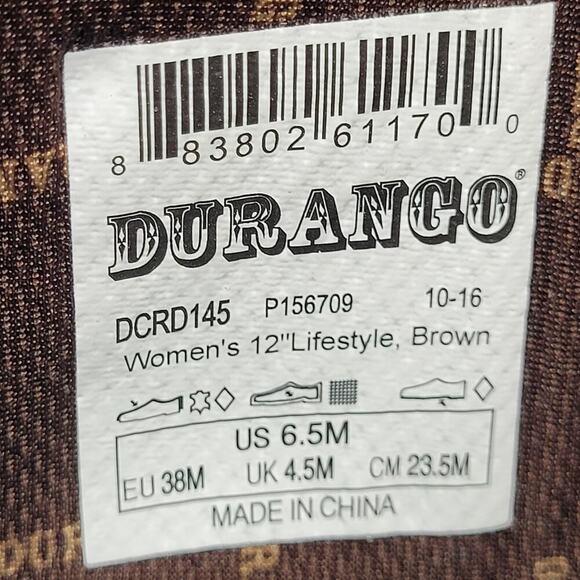 8 83802 61170 0
DURANGO®
DCRD145 P156709 10-16
Women's 12"Lifestyle, Brown
US 6.5M
EU 38M UK 4.5M CM 23.5M
MADE IN CHINA